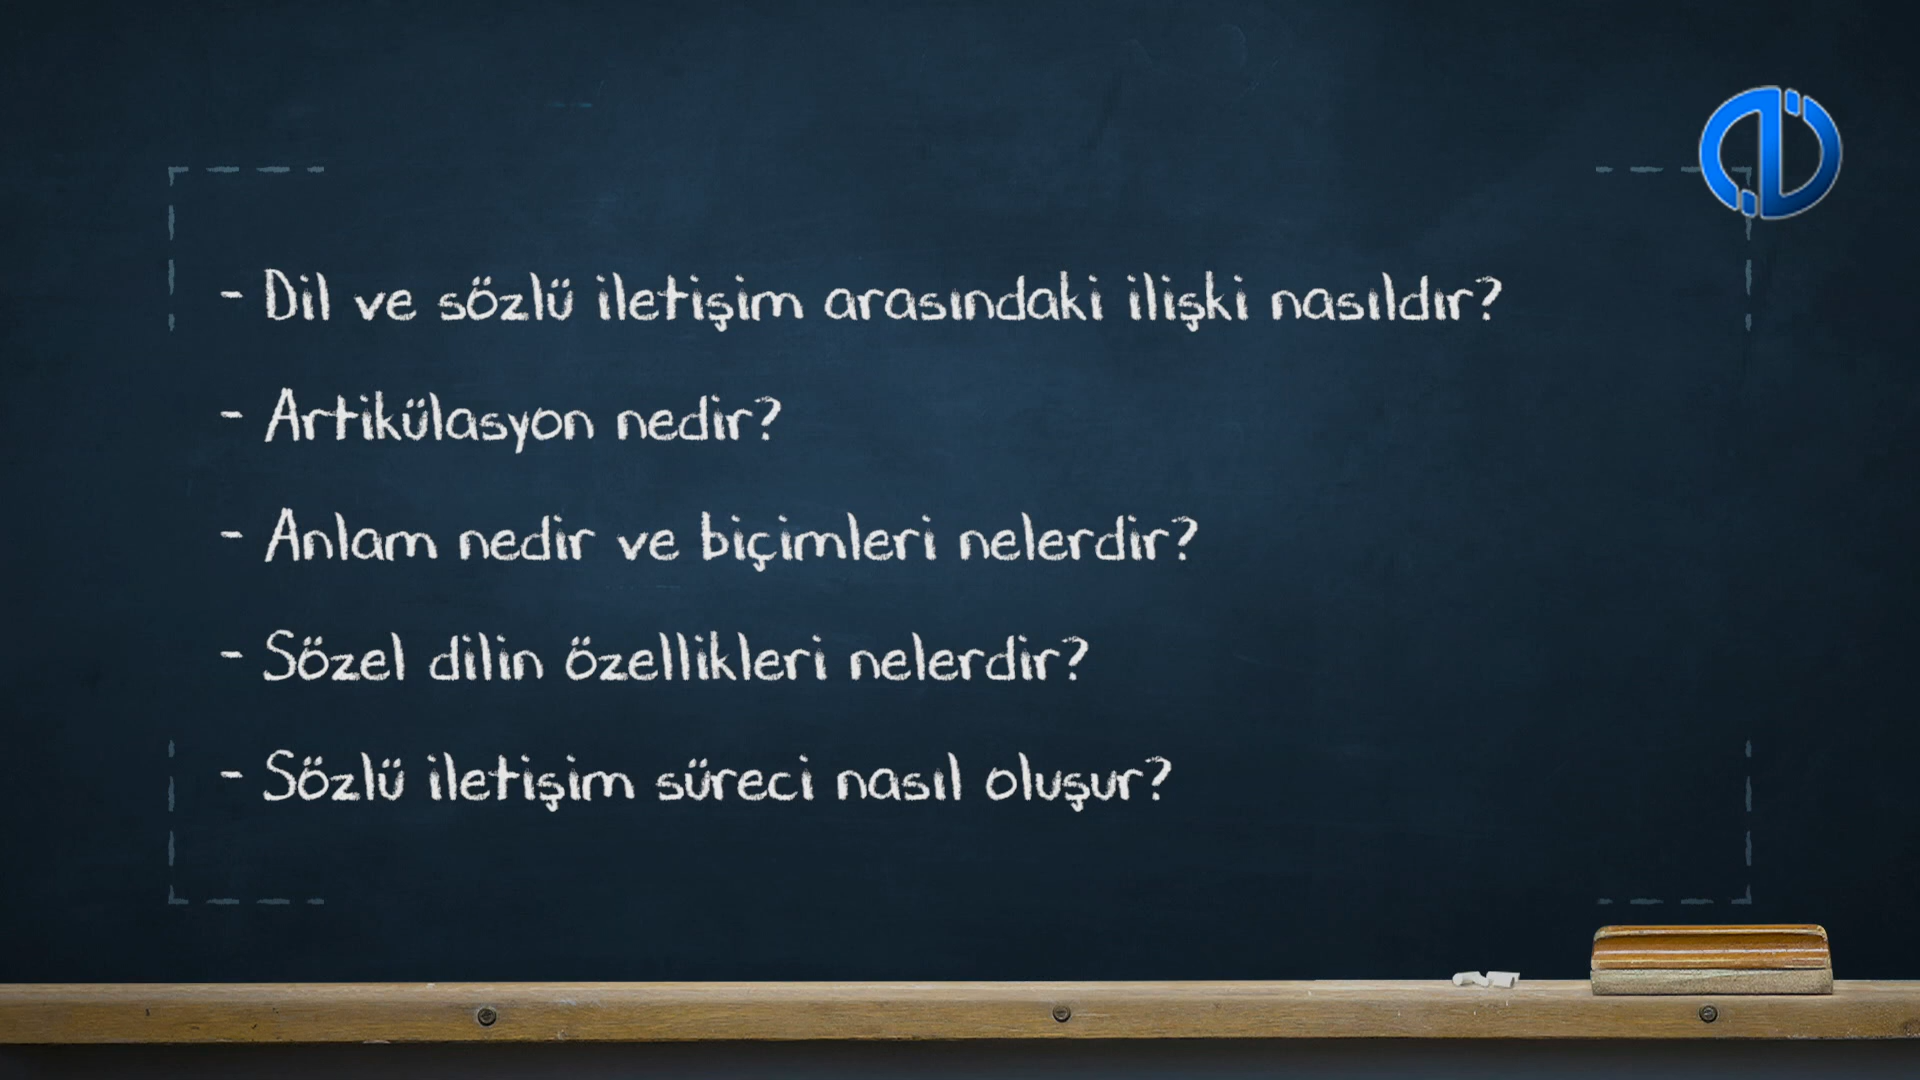 - Dil ve sözlü iletişim arasındaki ilişki nasıldır?
- Artikülasyon nedir?
- Anlam nedir ve biçimleri nelerdir?
- Sözel dilin özellikleri nelerdir?
- Sözlü iletişim süreci nasıl oluşur?